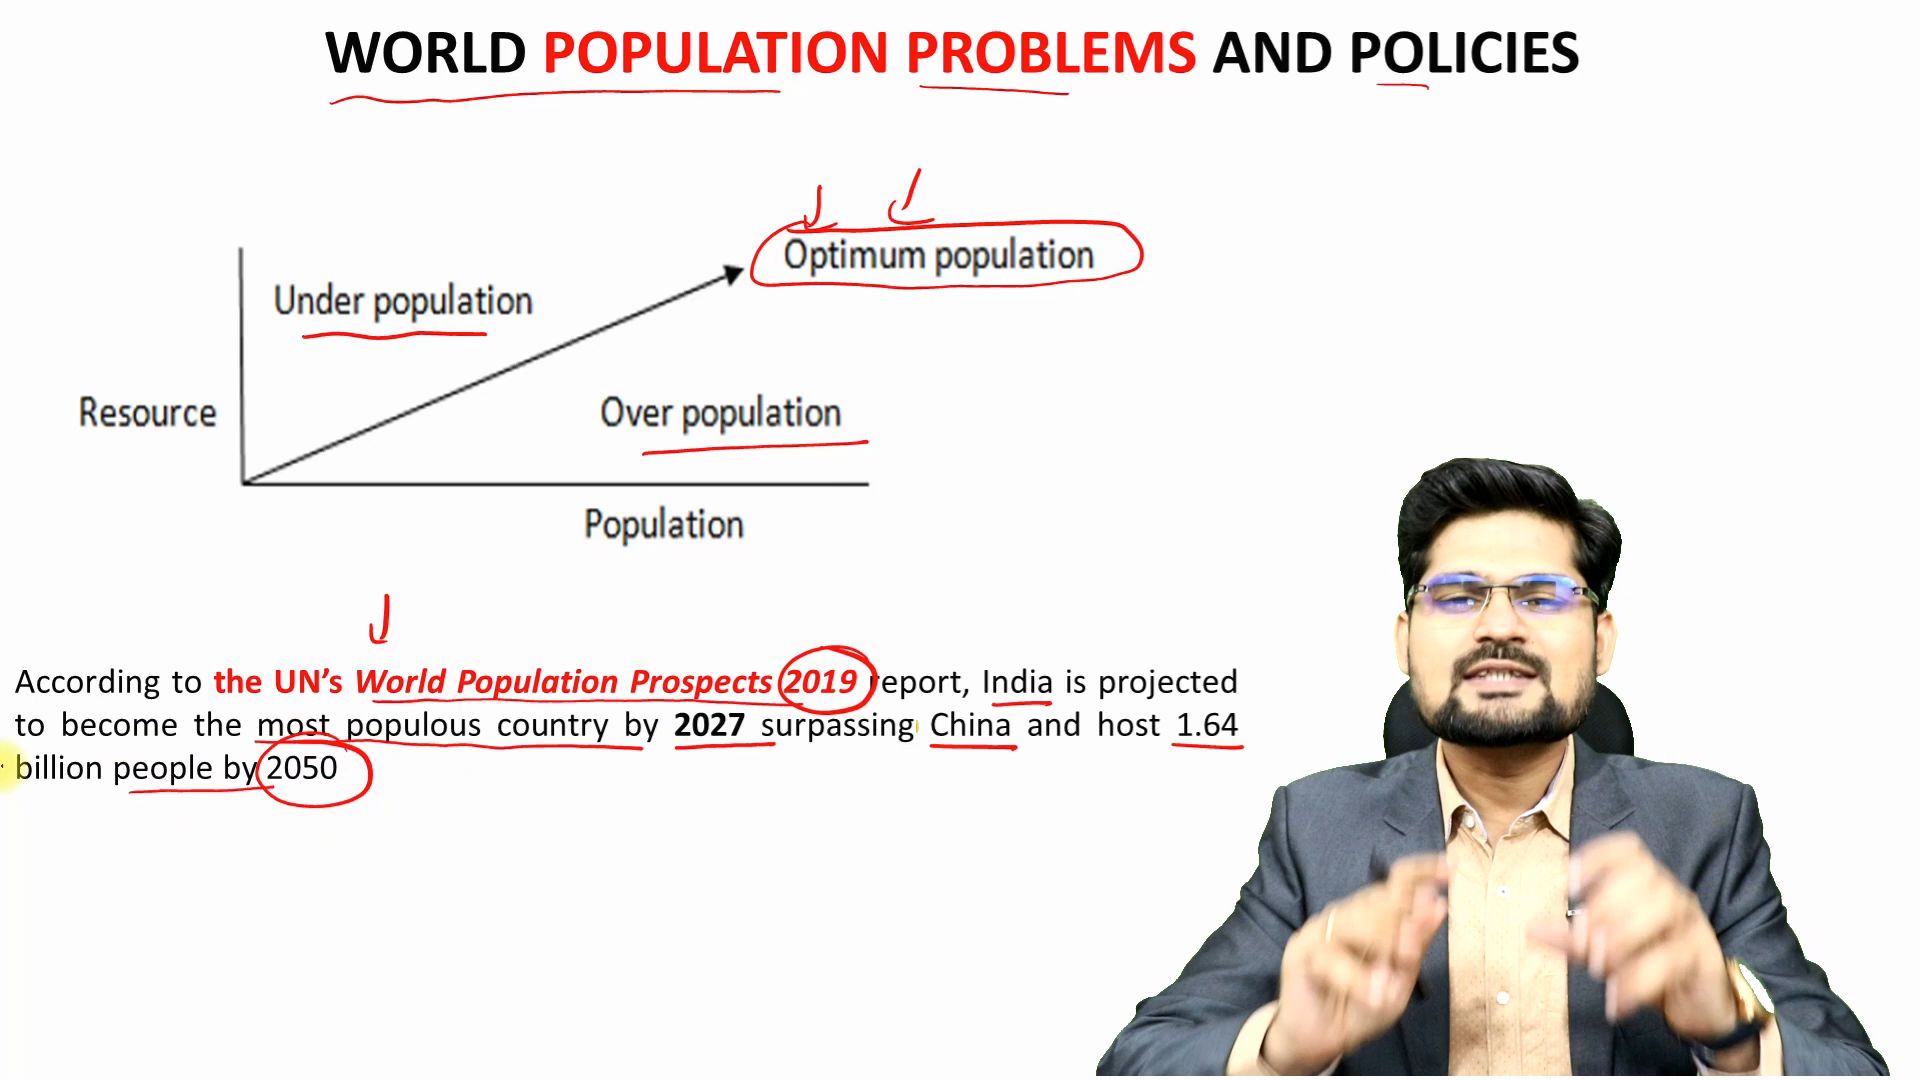 WORLD POPULATION PROBLEMS AND POLICIES
Optimum population
Under population
Resource
Over population
Population
According to the UN’s World Population Prospects 2019 report, India is projected
to become the most populous country by 2027 surpassing China and host 1.64
billion people by 2050